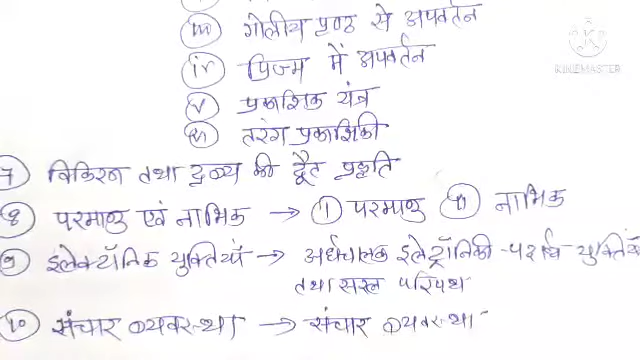 iii गोलीय पृष्ठ से अपवर्तन
iv प्रिज्म में अपवर्तन
KINEMASTER
v प्रकाशिक यंत्र
vi तरंग प्रकाशिकी
7 विकिरण तथा द्रव्य की द्वैत प्रकृति
8 परमाणु एवं नाभिक → i परमाणु ii नाभिक
9 इलेक्ट्रॉनिक युक्तियाँ → अर्धचालक इलेक्ट्रॉनिकी - पदार्थ - युक्तियाँ
तथा सरल परिपथ
10 संचार व्यवस्था → संचार व्यवस्था